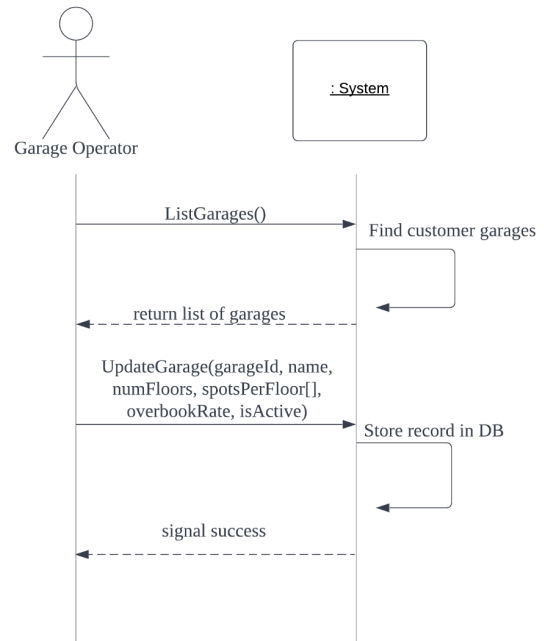 : System
Garage Operator
ListGarages()
Find customer garages
return list of garages
UpdateGarage(garageId, name,
numFloors, spotsPerFloor[],
overbookRate, isActive)
Store record in DB
signal success